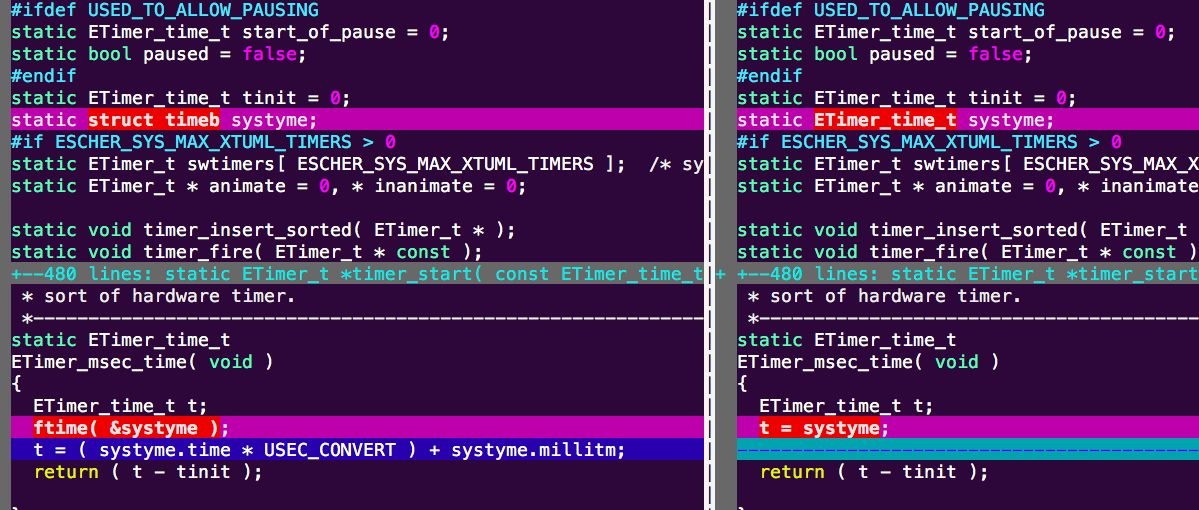 #ifdef USED_TO_ALLOW_PAUSING
static ETimer_time_t start_of_pause = 0;
static bool paused = false;
#endif
static ETimer_time_t tinit = 0;
static struct timeb systyme;
#if ESCHER_SYS_MAX_XTUML_TIMERS > 0
static ETimer_t swtimers[ ESCHER_SYS_MAX_XTUML_TIMERS ];  /* sy
static ETimer_t * animate = 0, * inanimate = 0;

static void timer_insert_sorted( ETimer_t * );
static void timer_fire( ETimer_t * const );
+--480 lines: static ETimer_t *timer_start( const ETimer_time_t
 * sort of hardware timer.
 *-------------------------------------------------------------
static ETimer_time_t
ETimer_msec_time( void )
{
  ETimer_time_t t;
  ftime( &systyme );
  t = ( systyme.time * USEC_CONVERT ) + systyme.millitm;
  return ( t - tinit );

#ifdef USED_TO_ALLOW_PAUSING
static ETimer_time_t start_of_pause = 0;
static bool paused = false;
#endif
static ETimer_time_t tinit = 0;
static ETimer_time_t systyme;
#if ESCHER_SYS_MAX_XTUML_TIMERS > 0
static ETimer_t swtimers[ ESCHER_SYS_MAX_X
static ETimer_t * animate = 0, * inanimate

static void timer_insert_sorted( ETimer_t
static void timer_fire( ETimer_t * const )
+ +--480 lines: static ETimer_t *timer_start
 * sort of hardware timer.
 *----------------------------------------
static ETimer_time_t
ETimer_msec_time( void )
{
  ETimer_time_t t;
  t = systyme;
------------------------------------------
  return ( t - tinit );